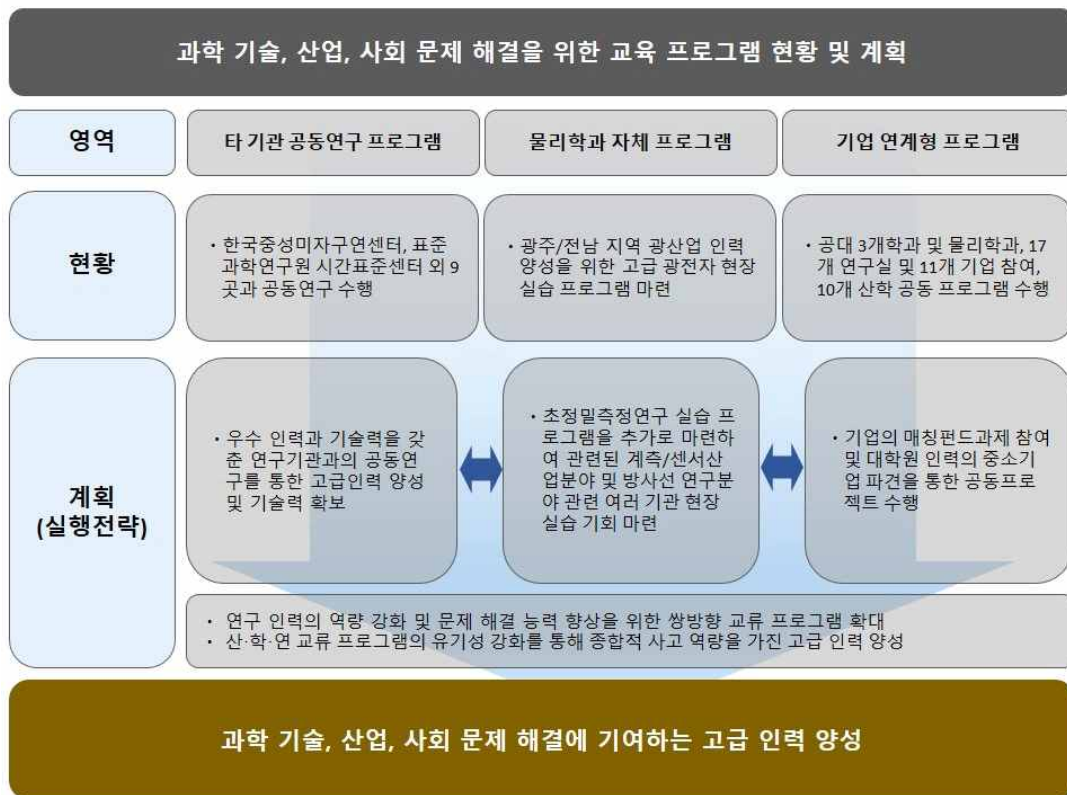 과학 기술, 산업, 사회 문제 해결을 위한 교육 프로그램 현황 및 계획
영역
타 기관 공동연구 프로그램
물리학과 자체 프로그램
기업 연계형 프로그램
현황
· 한국중성미자구연센터, 표준
과학연구원 시간표준센터 외 9
곳과 공동연구 수행
· 광주/전남 지역 광산업 인력
양성을 위한 고급 광전자 현장
실습 프로그램 마련
· 공대 3개학과 및 물리학과, 17
개 연구실 및 11개 기업 참여,
10개 산학 공동 프로그램 수행
계획
(실행전략)
· 우수 인력과 기술력을 갖
춘 연구기관과의 공동연
구를 통한 고급인력 양성
및 기술력 확보
· 초정밀측정연구 실습 프
로그램을 추가로 마련하
여 관련된 계측/센서산
업분야 및 방사선 연구분
야 관련 여러 기관 현장
실습 기회 마련
· 기업의 매칭펀드과제 참여
및 대학원 인력의 중소기
업 파견을 통한 공동프로
젝트 수행
· 연구 인력의 역량 강화 및 문제 해결 능력 향상을 위한 쌍방향 교류 프로그램 확대
· 산·학·연 교류 프로그램의 유기성 강화를 통해 종합적 사고 역량을 가진 고급 인력 양성
과학 기술, 산업, 사회 문제 해결에 기여하는 고급 인력 양성